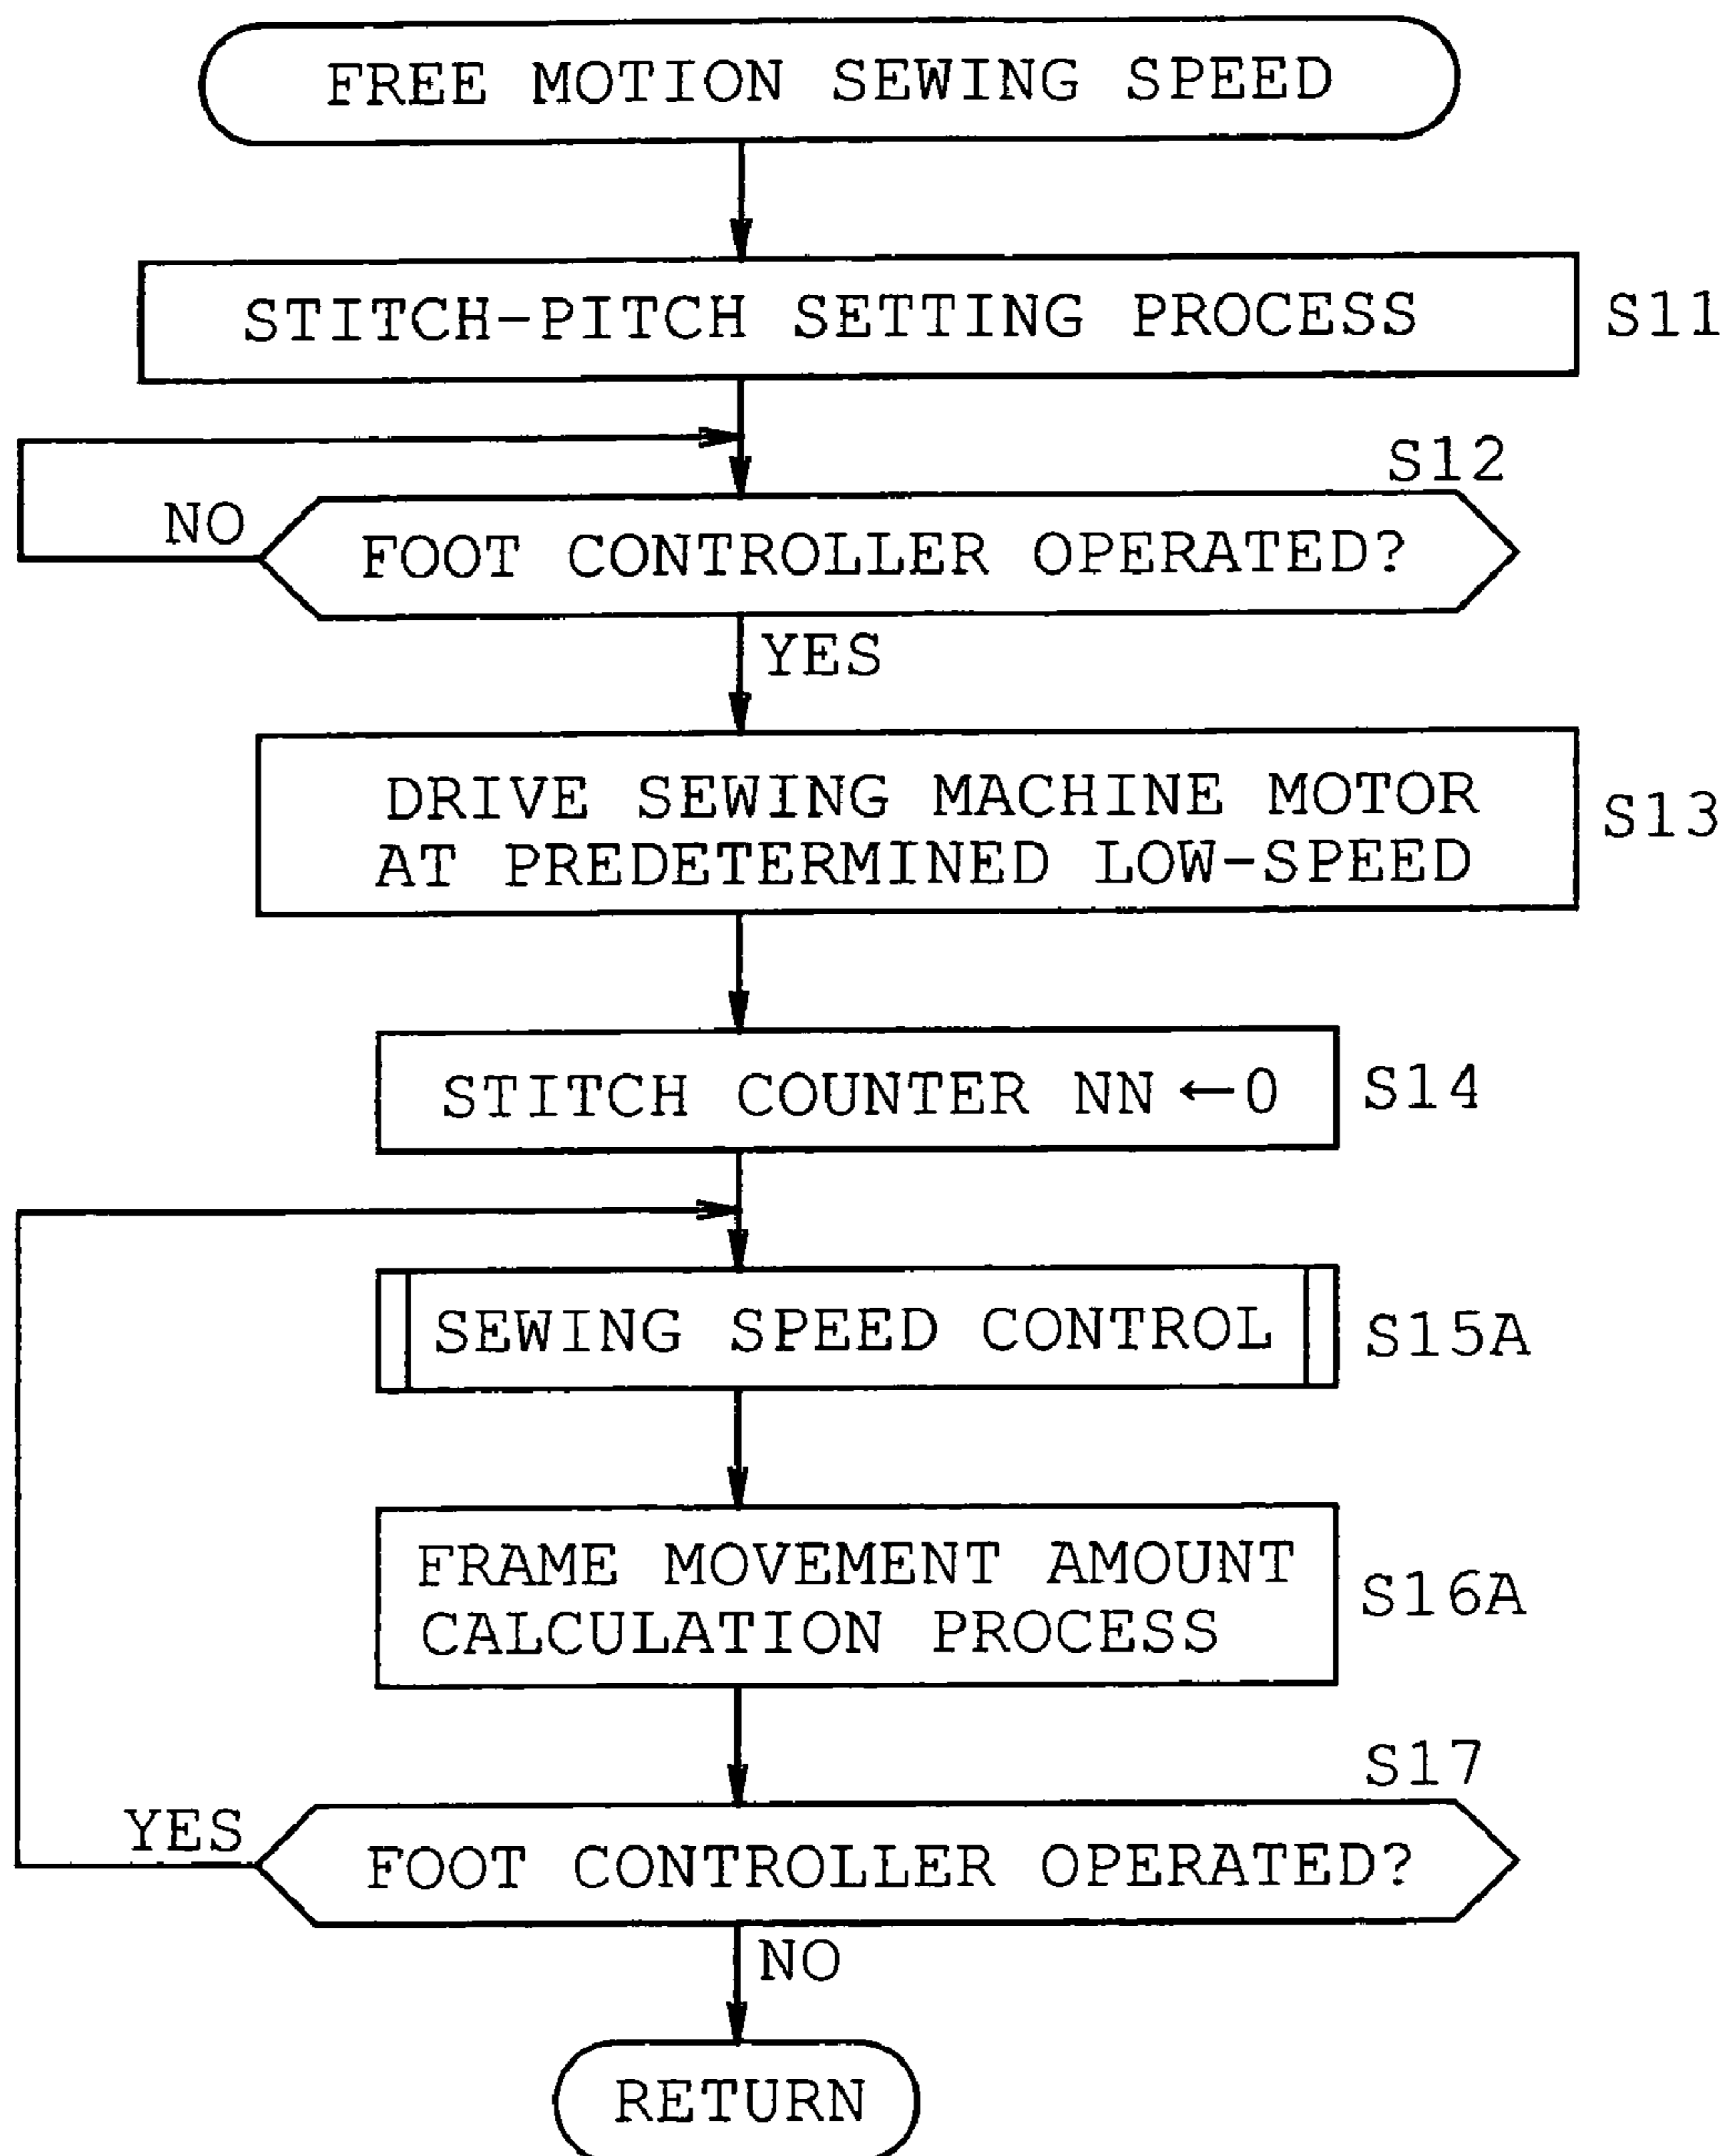 FREE MOTION SEWING SPEED
STITCH-PITCH SETTING PROCESS
S11
S12
NO
FOOT CONTROLLER OPERATED?
YES
DRIVE SEWING MACHINE MOTOR
AT PREDETERMINED LOW-SPEED
S13
STITCH COUNTER NN ←0
S14
SEWING SPEED CONTROL
S15A
FRAME MOVEMENT AMOUNT
CALCULATION PROCESS
S16A
S17
YES
FOOT CONTROLLER OPERATED?
NO
RETURN